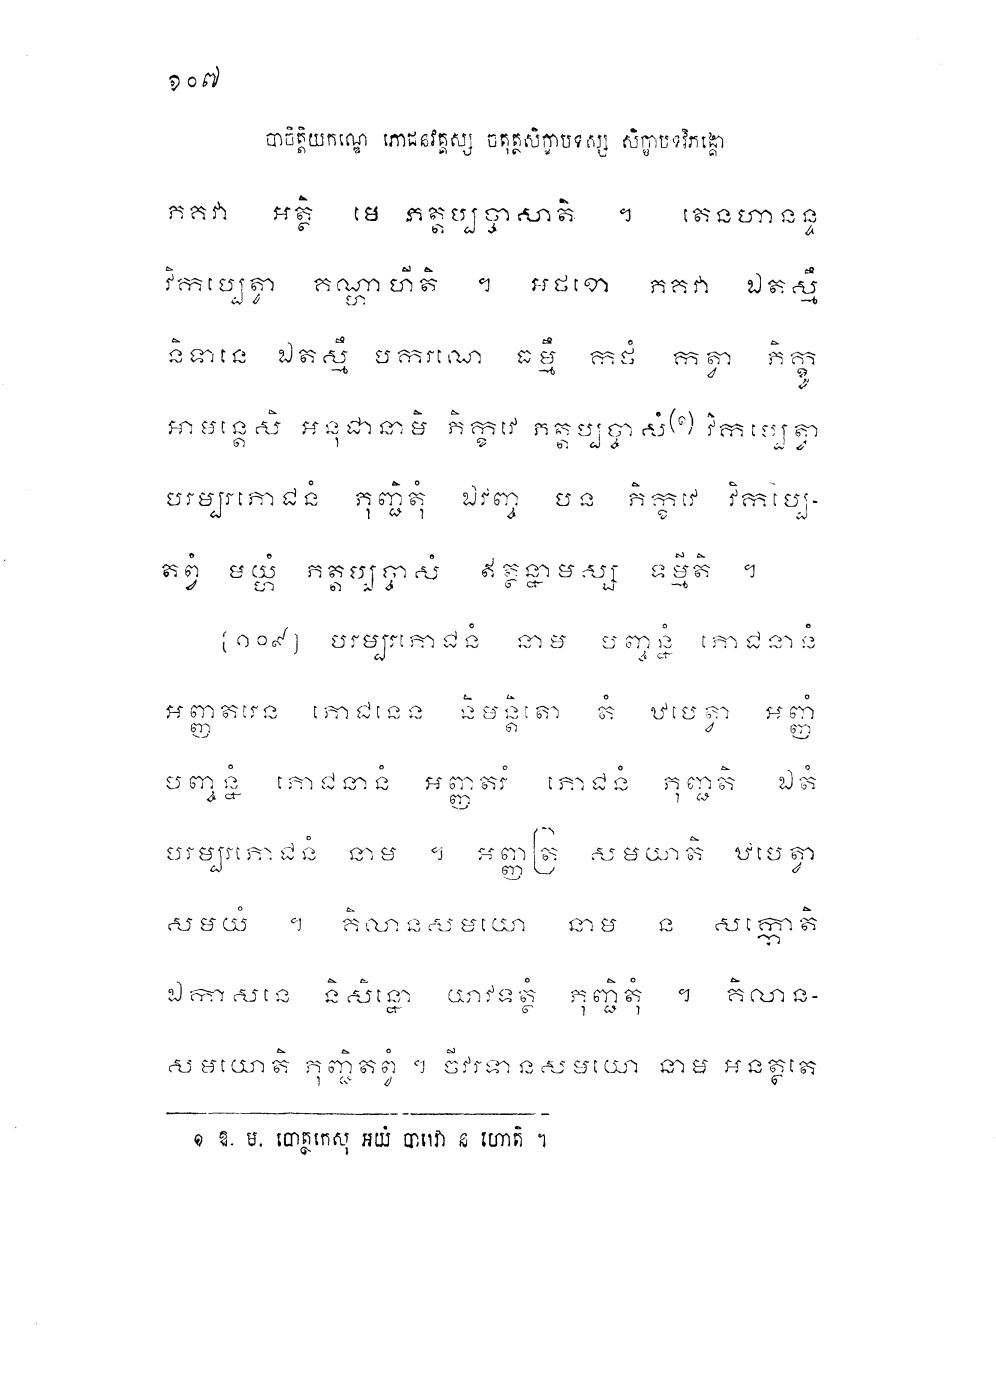 ១០៧
បាចិត្តិយកណ្ឌេ ភោជនវគ្គស្ស ចតុត្ថសិក្ខាបទស្ស សិក្ខាបទវិភង្គោ
ភគវា អត្ថិ មេ ភត្តប្បច្ចាសាតិ ។ តេនហានន្ទ
វិកប្បេត្វា គណ្ហាហីតិ ។ អថខោ ភគវា ឯតស្មឹ
និទានេ ឯតស្មឹ បករណេ ធម្មឹ កថំ កត្វា ភិក្ខូ
អាមន្តេសិ អនុជានាមិ ភិក្ខវេ ភត្តប្បច្ចាសំ(១) វិកប្បេត្វា
បរម្បរភោជនំ ភុញ្ជិតុំ ឯវញ្ច បន ភិក្ខវេ វិកប្បេ-
តព្វំ មយ្ហំ ភត្តប្បច្ចាសំ ឥត្ថន្នាមស្ស ទម្មីតិ ។
[១០៩] បរម្បរភោជនំ នាម បញ្ចន្នំ ភោជនានំ
អញ្ញតរេន ភោជនេន និមន្តិតោ តំ ឋបេត្វា អញ្ញំ
បញ្ចន្នំ ភោជនានំ អញ្ញតរំ ភោជនំ ភុញ្ជតិ ឯតំ
បរម្បរភោជនំ នាម ។ អញ្ញត្រ សមយាតិ ឋបេត្វា
សមយំ ។ គិលានសមយោ នាម ន សក្កោតិ
ឯកាសនេ និសិន្នោ យាវទត្ថំ ភុញ្ជិតុំ ។ គិលាន-
សមយោតិ ភុញ្ជិតព្វំ ។ ចីវរទានសមយោ នាម អនត្ថតេ
១ ឱ. ម. បោត្ថកេសុ អយំ បាឋោ ន ហោតិ ។